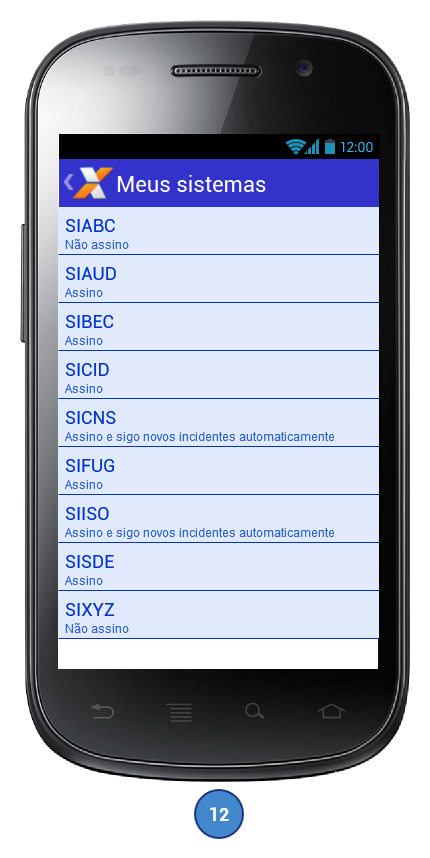 12:00
Meus sistemas
SIABC
Não assino
SIAUD
Assino
SIBEC
Assino
SICID
Assino
SICNS
Assino e sigo novos incidentes automaticamente
SIFUG
Assino
SIISO
Assino e sigo novos incidentes automaticamente
SISDE
Assino
SIXYZ
Não assino
12